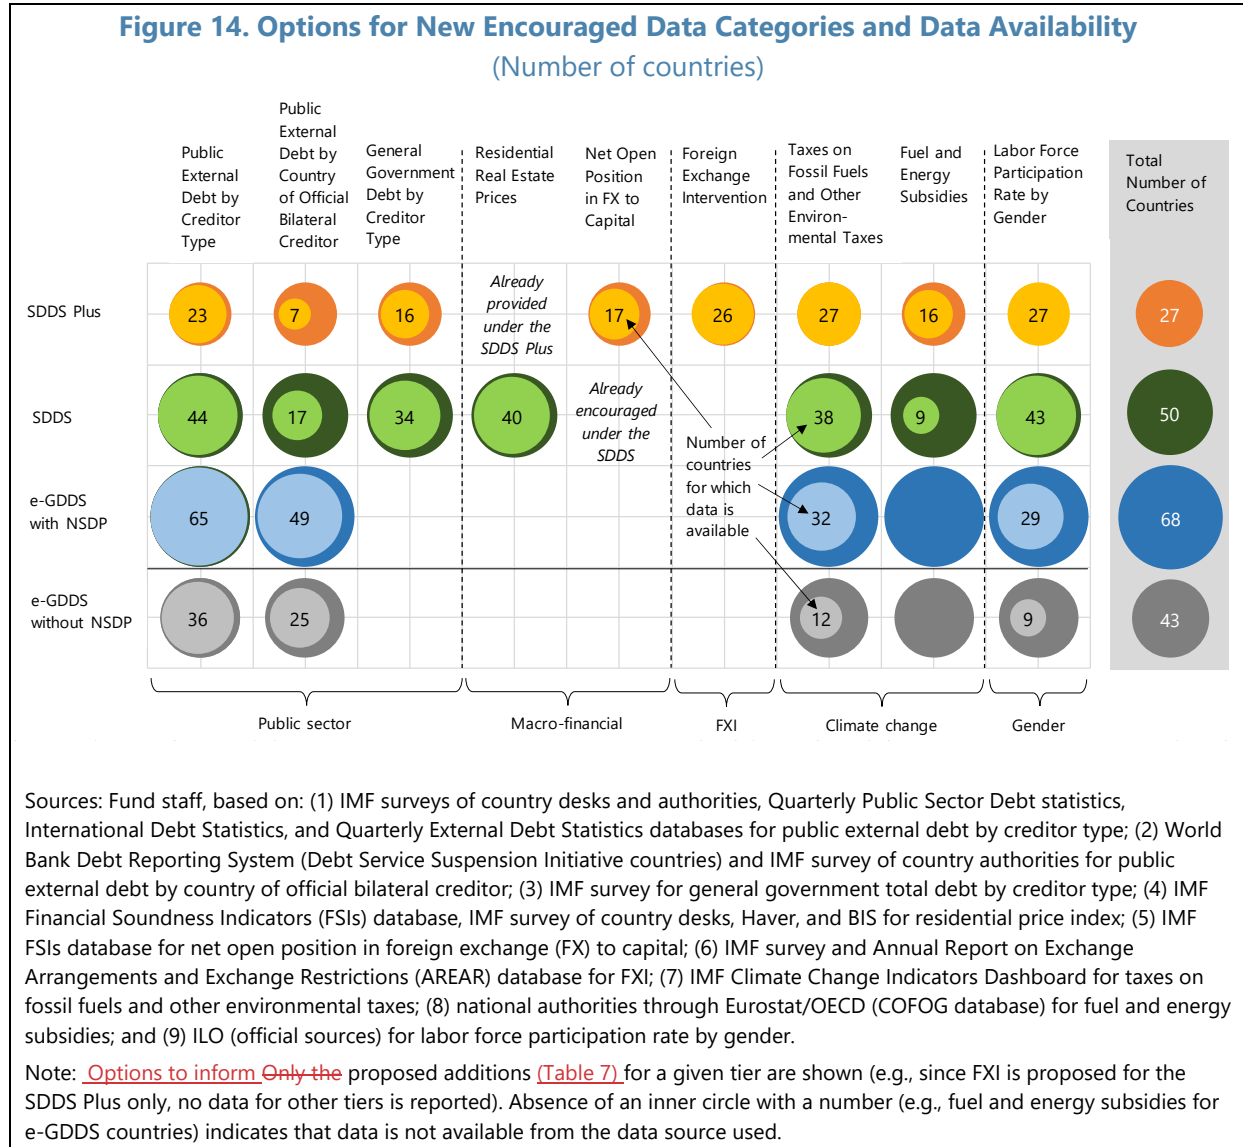 Figure 14. Options for New Encouraged Data Categories and Data Availability
(Number of countries)
Public
External
Debt by
Creditor
Type
Public
External
Debt by
Country
of Official
Bilateral
Creditor
General
Government
Debt by
Creditor
Type
Residential
Real Estate
Prices
Net Open
Position
in FX to
Capital
Foreign
Exchange
Intervention
Taxes on
Fossil Fuels
and Other
Environ-
mental Taxes
Fuel and
Energy
Subsidies
Labor Force
Participation
Rate by
Gender
Total
Number of
Countries
SDDS Plus
23
7
16
Already
provided
under the
SDDS Plus
17
26
27
16
27
27
SDDS
44
17
34
40
Already
encouraged
under the
SDDS
38
9
43
50
Number of
countries
for which
data is
available
e-GDDS
with NSDP
65
49
32
29
68
e-GDDS
without NSDP
36
25
12
9
43
Public sector
Macro-financial
FXI
Climate change
Gender
Sources: Fund staff, based on: (1) IMF surveys of country desks and authorities, Quarterly Public Sector Debt statistics,
International Debt Statistics, and Quarterly External Debt Statistics databases for public external debt by creditor type; (2) World
Bank Debt Reporting System (Debt Service Suspension Initiative countries) and IMF survey of country authorities for public
external debt by country of official bilateral creditor; (3) IMF survey for general government total debt by creditor type; (4) IMF
Financial Soundness Indicators (FSIs) database, IMF survey of country desks, Haver, and BIS for residential price index; (5) IMF
FSIs database for net open position in foreign exchange (FX) to capital; (6) IMF survey and Annual Report on Exchange
Arrangements and Exchange Restrictions (AREAR) database for FXI; (7) IMF Climate Change Indicators Dashboard for taxes on
fossil fuels and other environmental taxes; (8) national authorities through Eurostat/OECD (COFOG database) for fuel and energy
subsidies; and (9) ILO (official sources) for labor force participation rate by gender.
Note: Options to inform Only the proposed additions (Table 7) for a given tier are shown (e.g., since FXI is proposed for the
SDDS Plus only, no data for other tiers is reported). Absence of an inner circle with a number (e.g., fuel and energy subsidies for
e-GDDS countries) indicates that data is not available from the data source used.